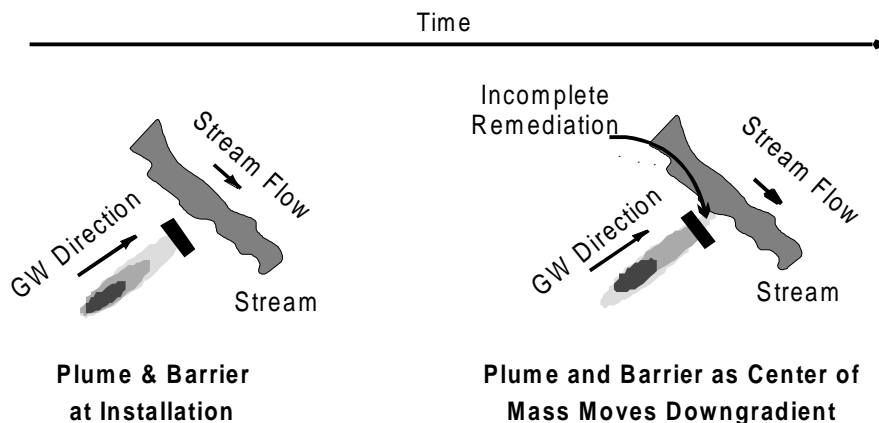 Time
Stream Flow
GW Direction
Stream
Plume & Barrier
at Installation
Incomplete
Remediation
Stream Flow
GW Direction
Stream
Plume and Barrier as Center of
Mass Moves Downgradient